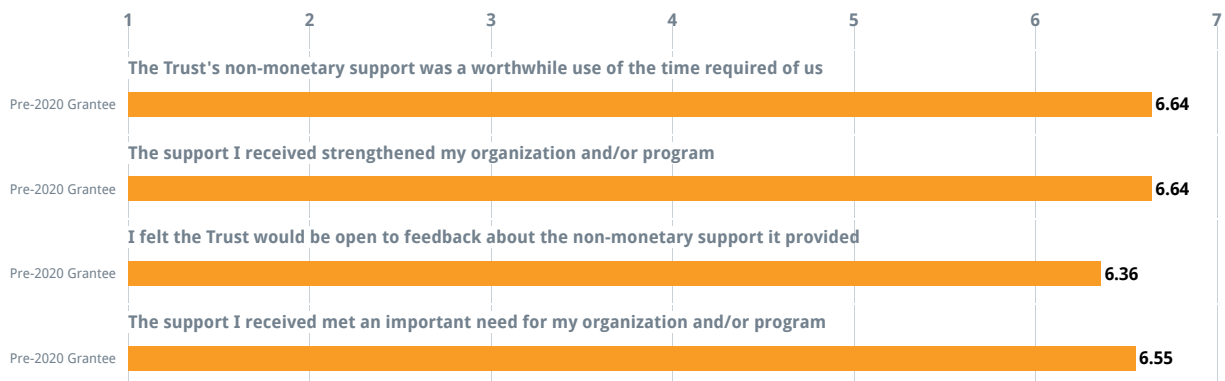 1 2 3 4 5 6 7
The Trust's non-monetary support was a worthwhile use of the time required of us
Pre-2020 Grantee 6.64
The support I received strengthened my organization and/or program
Pre-2020 Grantee 6.64
I felt the Trust would be open to feedback about the non-monetary support it provided
Pre-2020 Grantee 6.36
The support I received met an important need for my organization and/or program
Pre-2020 Grantee 6.55